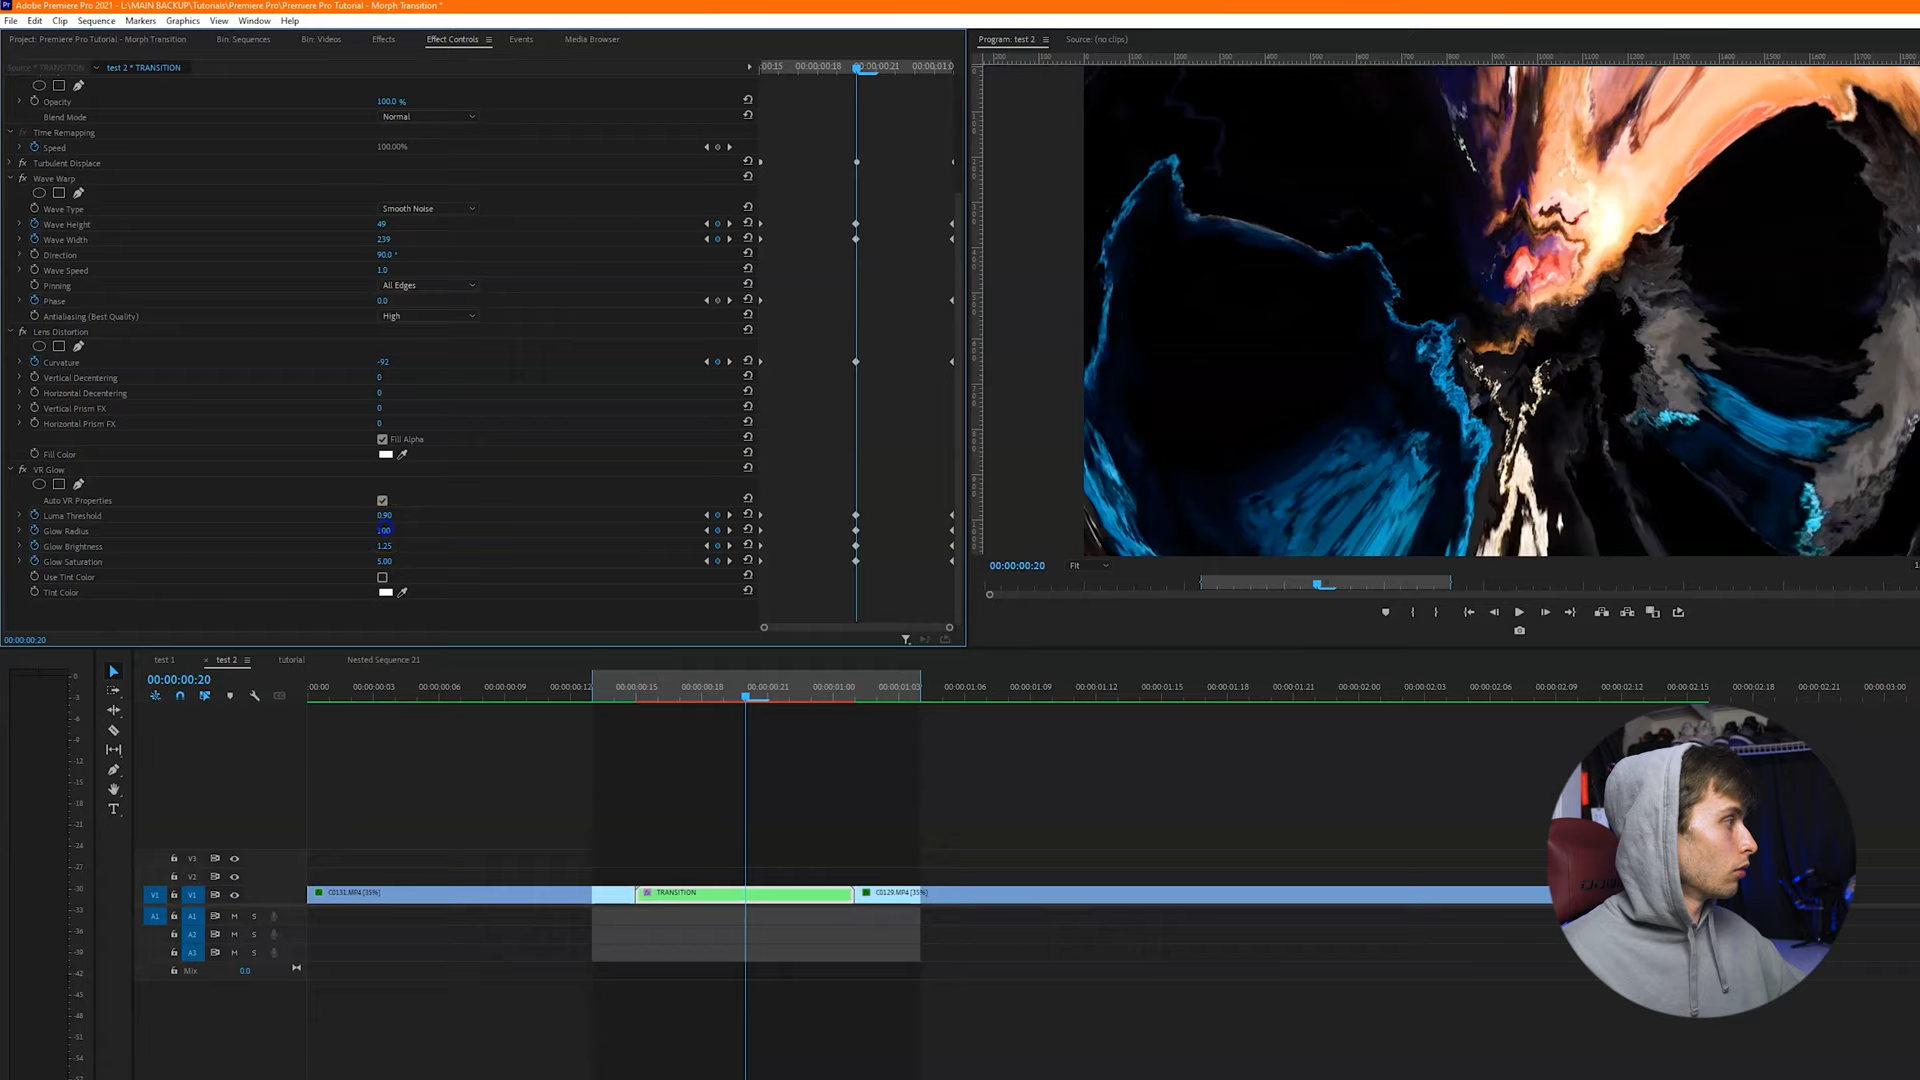 Adobe Premiere Pro 2021 - L:\MAIN BACKUP\Tutorials\Premiere Pro\Premiere Pro Tutorial - Morph Transition *
File Edit Clip Sequence Markers Graphics View Window Help
Project: Premiere Pro Tutorial - Morph Transition Bin: Sequences Bin: Videos Effects Effect Controls Events Media Browser
Program: test 2 Source: (no clips)
Source * TRANSITION test 2 * TRANSITION
00:15 00:00:00:18 00:00:00:21 00:00:01:0
Opacity 100.0 %
Blend Mode Normal
Time Remapping
Speed 100.00%
fx Turbulent Displace
fx Wave Warp
Wave Type Smooth Noise
Wave Height 49
Wave Width 239
Direction 90.0 °
Wave Speed 1.0
Pinning All Edges
Phase 0.0
Antialiasing (Best Quality) High
fx Lens Distortion
Curvature -92
Vertical Decentering 0
Horizontal Decentering 0
Vertical Prism FX 0
Horizontal Prism FX 0
Fill Alpha
Fill Color
fx VR Glow
Auto VR Properties
Luma Threshold 0.90
Glow Radius 100
Glow Brightness 1.25
Glow Saturation 5.00
Use Tint Color
Tint Color
00:00:00:20
00:00:00:20 Fit
test 1 test 2 tutorial Nested Sequence 21
00:00:00:20
:00:00 00:00:00:03 00:00:00:06 00:00:00:09 00:00:00:12 00:00:00:15 00:00:00:18 00:00:00:21 00:00:01:00 00:00:01:03 00:00:01:06 00:00:01:09 00:00:01:12 00:00:01:15 00:00:01:18 00:00:01:21 00:00:02:00 00:00:02:03 00:00:02:06 00:00:02:09 00:00:02:12 00:00:02:15 00:00:02:18 00:00:02:21 00:00:03:00
V3
V2
V1 V1 C0131.MP4 [35%] TRANSITION C0129.MP4 [35%]
A1 A1 M S
A2 M S
A3 M S
Mix 0.0
0
-3
-6
-9
-12
-15
-18
-21
-24
-27
-30
-33
-36
-39
-42
-45
-48
-51
-54
-57